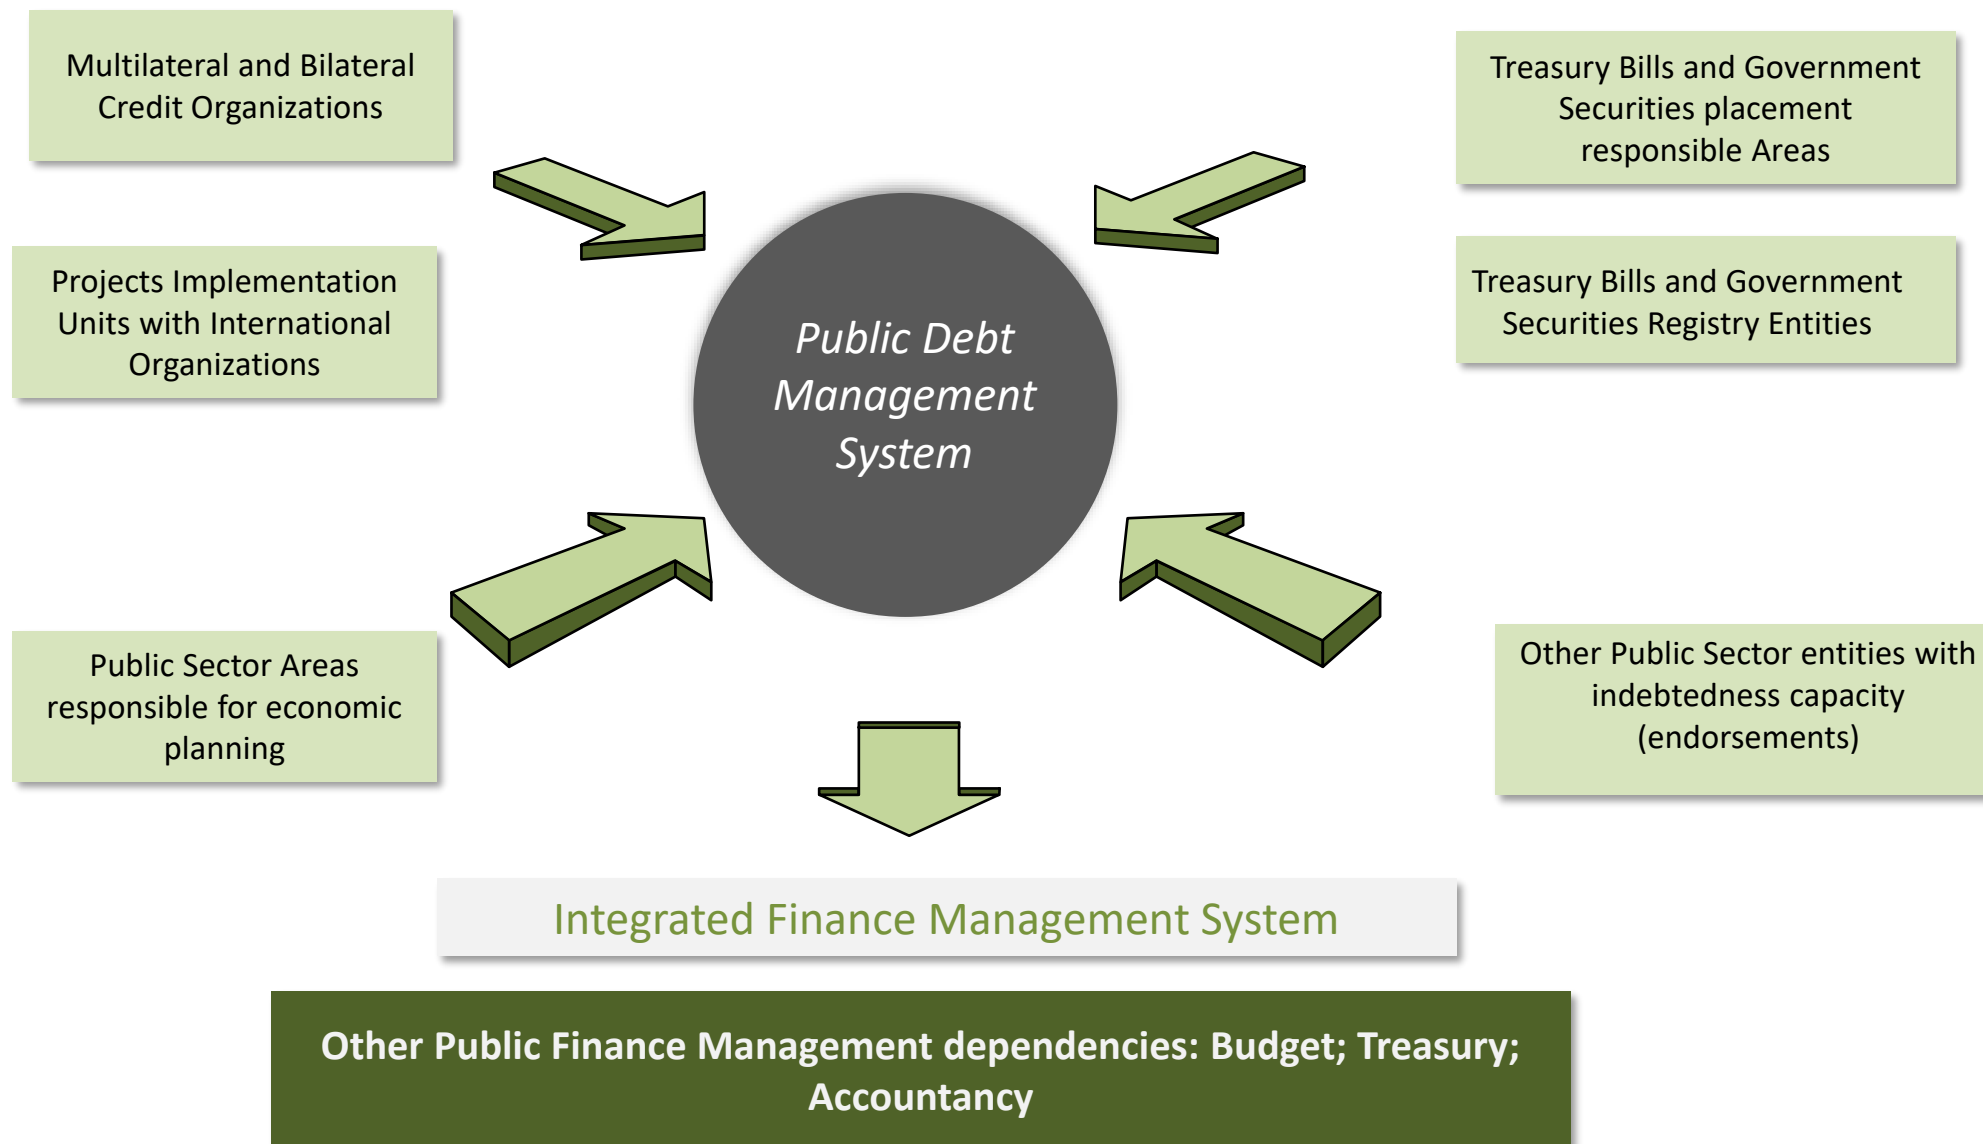 Multilateral and Bilateral
Credit Organizations
Projects Implementation
Units with International
Organizations
Public Sector Areas
responsible for economic
planning
Public Debt
Management
System
Treasury Bills and Government
Securities placement
responsible Areas
Treasury Bills and Government
Securities Registry Entities
Other Public Sector entities with
indebtedness capacity
(endorsements)
Integrated Finance Management System
Other Public Finance Management dependencies: Budget; Treasury;
Accountancy